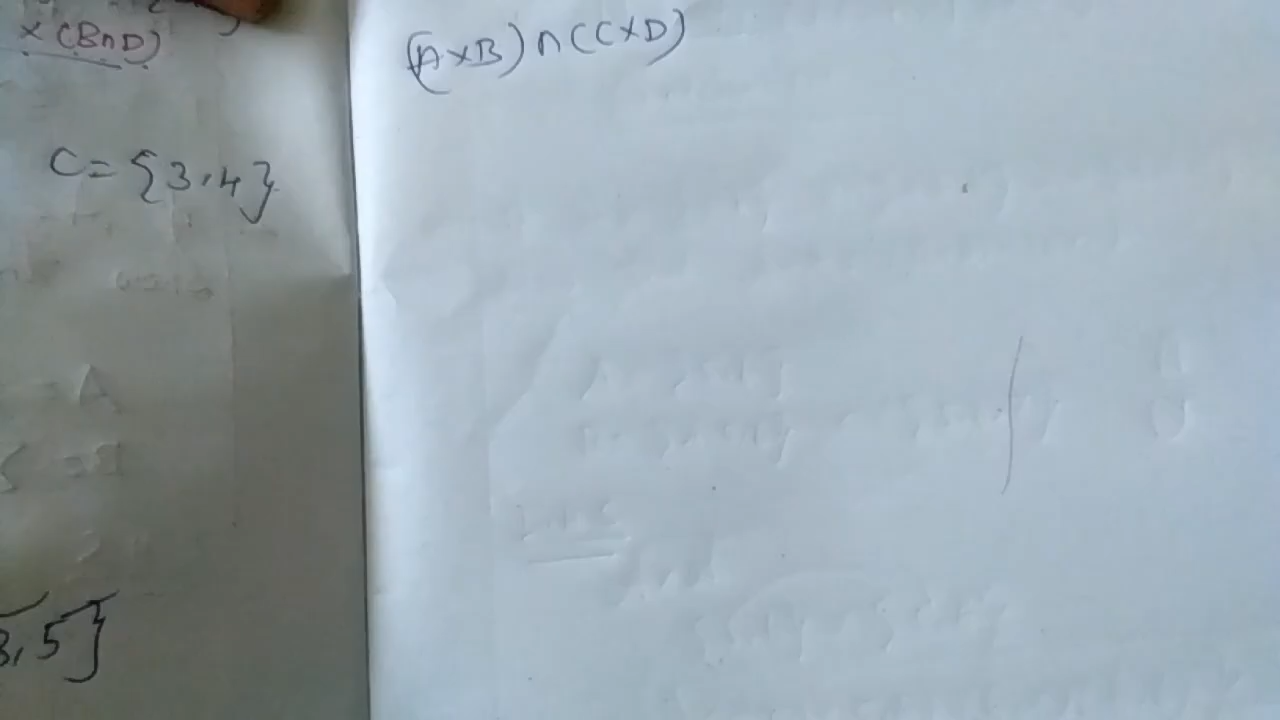 × (B∩D)
C = {3,4}
3, 5}
(A×B)∩(C×D)